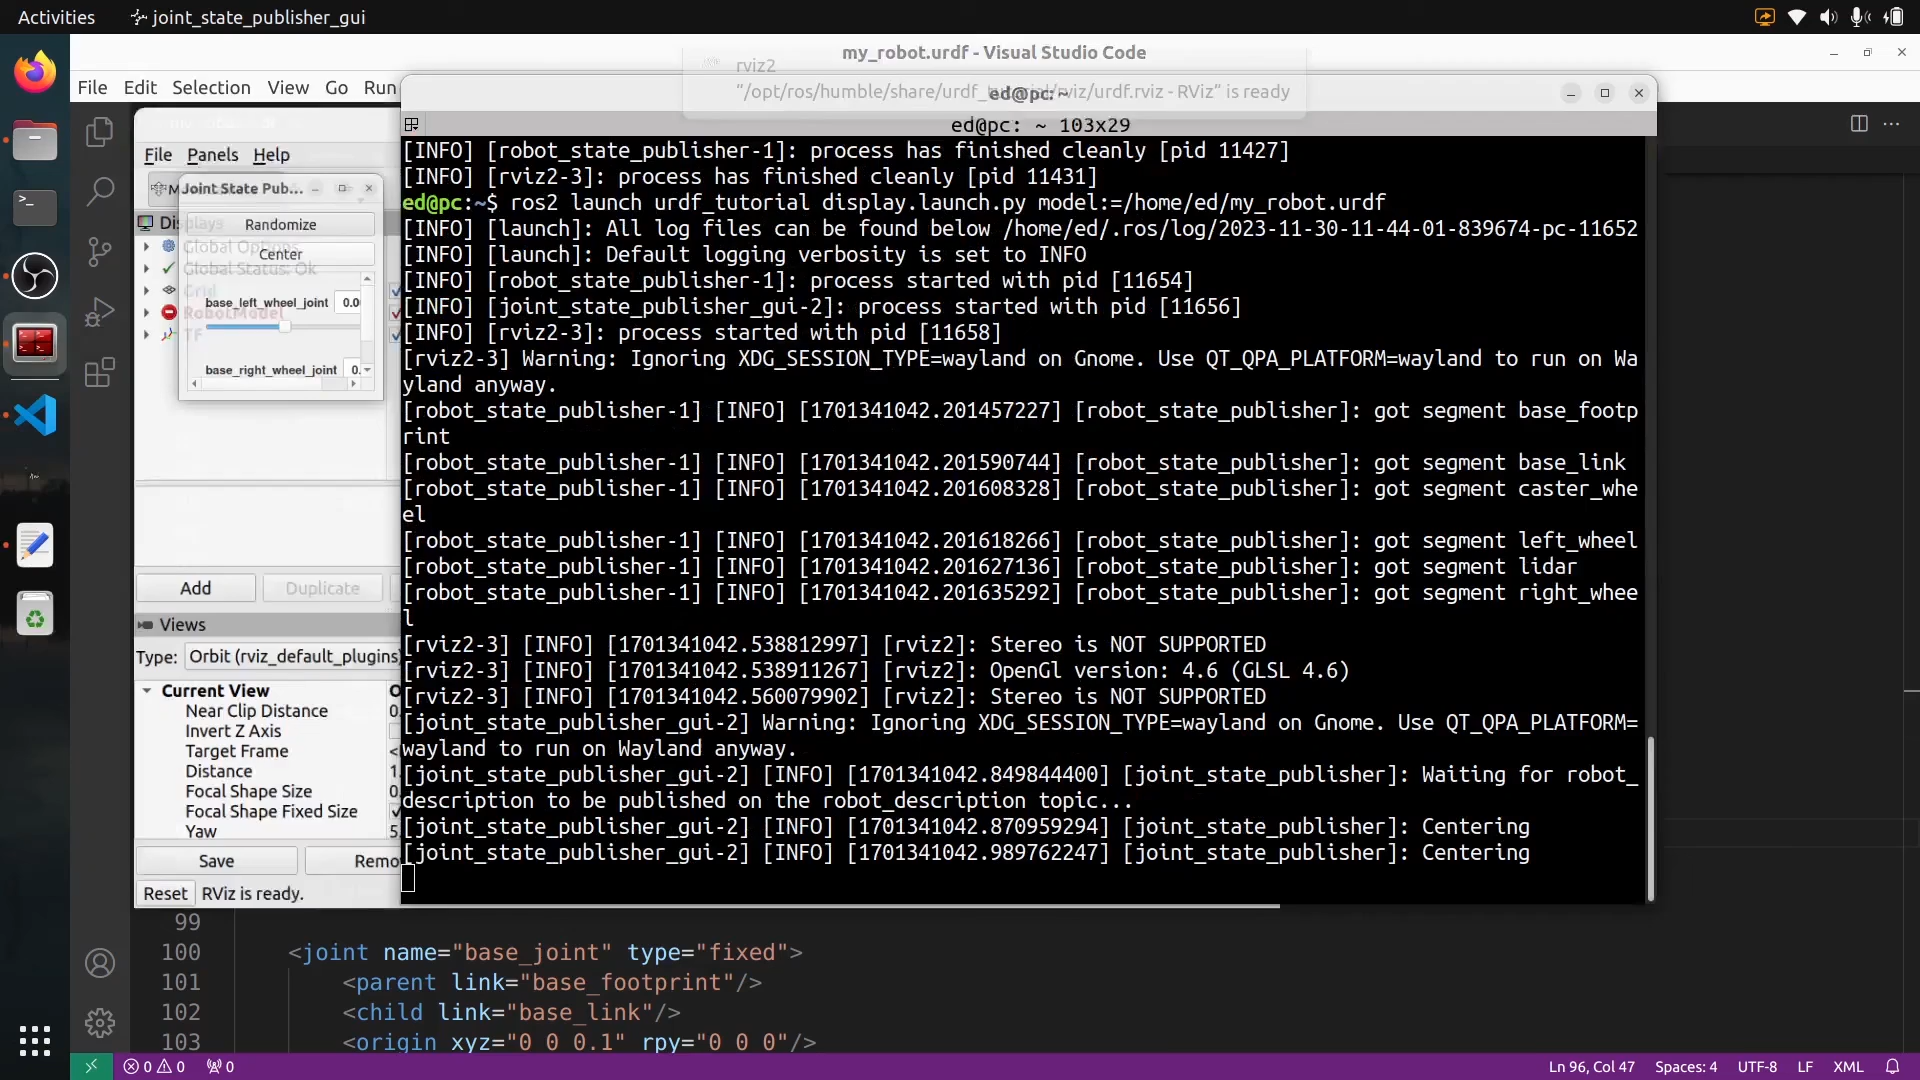 Activities
joint_state_publisher_gui
my_robot.urdf - Visual Studio Code
rviz2
"/opt/ros/humble/share/urdf_tutorial/rviz/urdf.rviz - RViz" is ready
File Edit Selection View Go Run
ed@pc: ~
ed@pc: ~ 103x29
File Panels Help
Joint State Pub...
Randomize
Center
base_left_wheel_joint 0.0
base_right_wheel_joint 0.
Displays
Global Options
Global Status: Ok
Grid
RobotModel
TF
Add
Duplicate
Views
Type: Orbit (rviz_default_plugins)
Current View
Near Clip Distance 0.
Invert Z Axis
Target Frame <
Distance 1.
Focal Shape Size 0.
Focal Shape Fixed Size
Yaw 5.
Save
Remo
Reset RViz is ready.
[INFO] [robot_state_publisher-1]: process has finished cleanly [pid 11427]
[INFO] [rviz2-3]: process has finished cleanly [pid 11431]
ed@pc:~$ ros2 launch urdf_tutorial display.launch.py model:=/home/ed/my_robot.urdf
[INFO] [launch]: All log files can be found below /home/ed/.ros/log/2023-11-30-11-44-01-839674-pc-11652
[INFO] [launch]: Default logging verbosity is set to INFO
[INFO] [robot_state_publisher-1]: process started with pid [11654]
[INFO] [joint_state_publisher_gui-2]: process started with pid [11656]
[INFO] [rviz2-3]: process started with pid [11658]
[rviz2-3] Warning: Ignoring XDG_SESSION_TYPE=wayland on Gnome. Use QT_QPA_PLATFORM=wayland to run on Wa
yland anyway.
[robot_state_publisher-1] [INFO] [1701341042.201457227] [robot_state_publisher]: got segment base_footp
rint
[robot_state_publisher-1] [INFO] [1701341042.201590744] [robot_state_publisher]: got segment base_link
[robot_state_publisher-1] [INFO] [1701341042.201608328] [robot_state_publisher]: got segment caster_whe
el
[robot_state_publisher-1] [INFO] [1701341042.201618266] [robot_state_publisher]: got segment left_wheel
[robot_state_publisher-1] [INFO] [1701341042.201627136] [robot_state_publisher]: got segment lidar
[robot_state_publisher-1] [INFO] [1701341042.201635292] [robot_state_publisher]: got segment right_whee
l
[rviz2-3] [INFO] [1701341042.538812997] [rviz2]: Stereo is NOT SUPPORTED
[rviz2-3] [INFO] [1701341042.538911267] [rviz2]: OpenGl version: 4.6 (GLSL 4.6)
[rviz2-3] [INFO] [1701341042.560079902] [rviz2]: Stereo is NOT SUPPORTED
[joint_state_publisher_gui-2] Warning: Ignoring XDG_SESSION_TYPE=wayland on Gnome. Use QT_QPA_PLATFORM=
wayland to run on Wayland anyway.
[joint_state_publisher_gui-2] [INFO] [1701341042.849844400] [joint_state_publisher]: Waiting for robot_
description to be published on the robot_description topic...
[joint_state_publisher_gui-2] [INFO] [1701341042.870959294] [joint_state_publisher]: Centering
[joint_state_publisher_gui-2] [INFO] [1701341042.989762247] [joint_state_publisher]: Centering
99
100 <joint name="base_joint" type="fixed">
101 <parent link="base_footprint"/>
102 <child link="base_link"/>
103 <origin xyz="0 0 0.1" rpy="0 0 0"/>
0 0 0
Ln 96, Col 47 Spaces: 4 UTF-8 LF XML